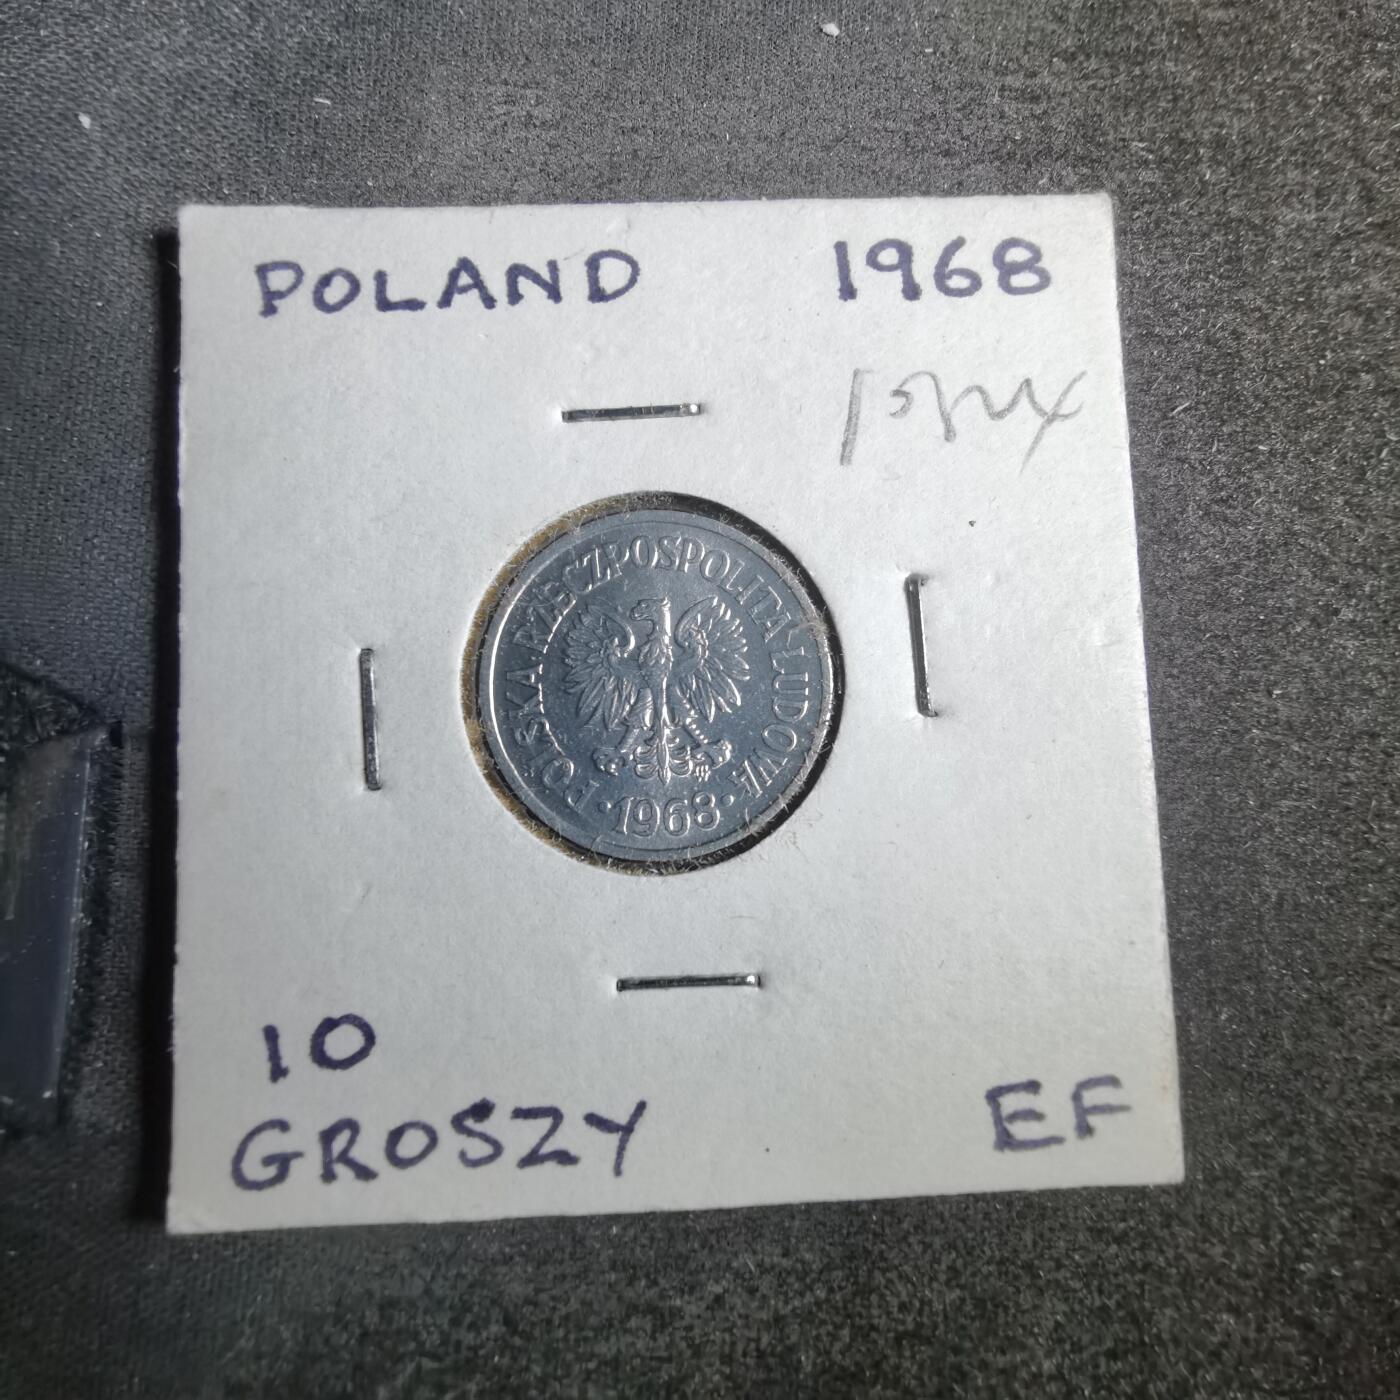 POLAND 1968
POLSKA RZECZPOSPOLITA LUDOWA
· 1968 ·
10
GROSZY EF